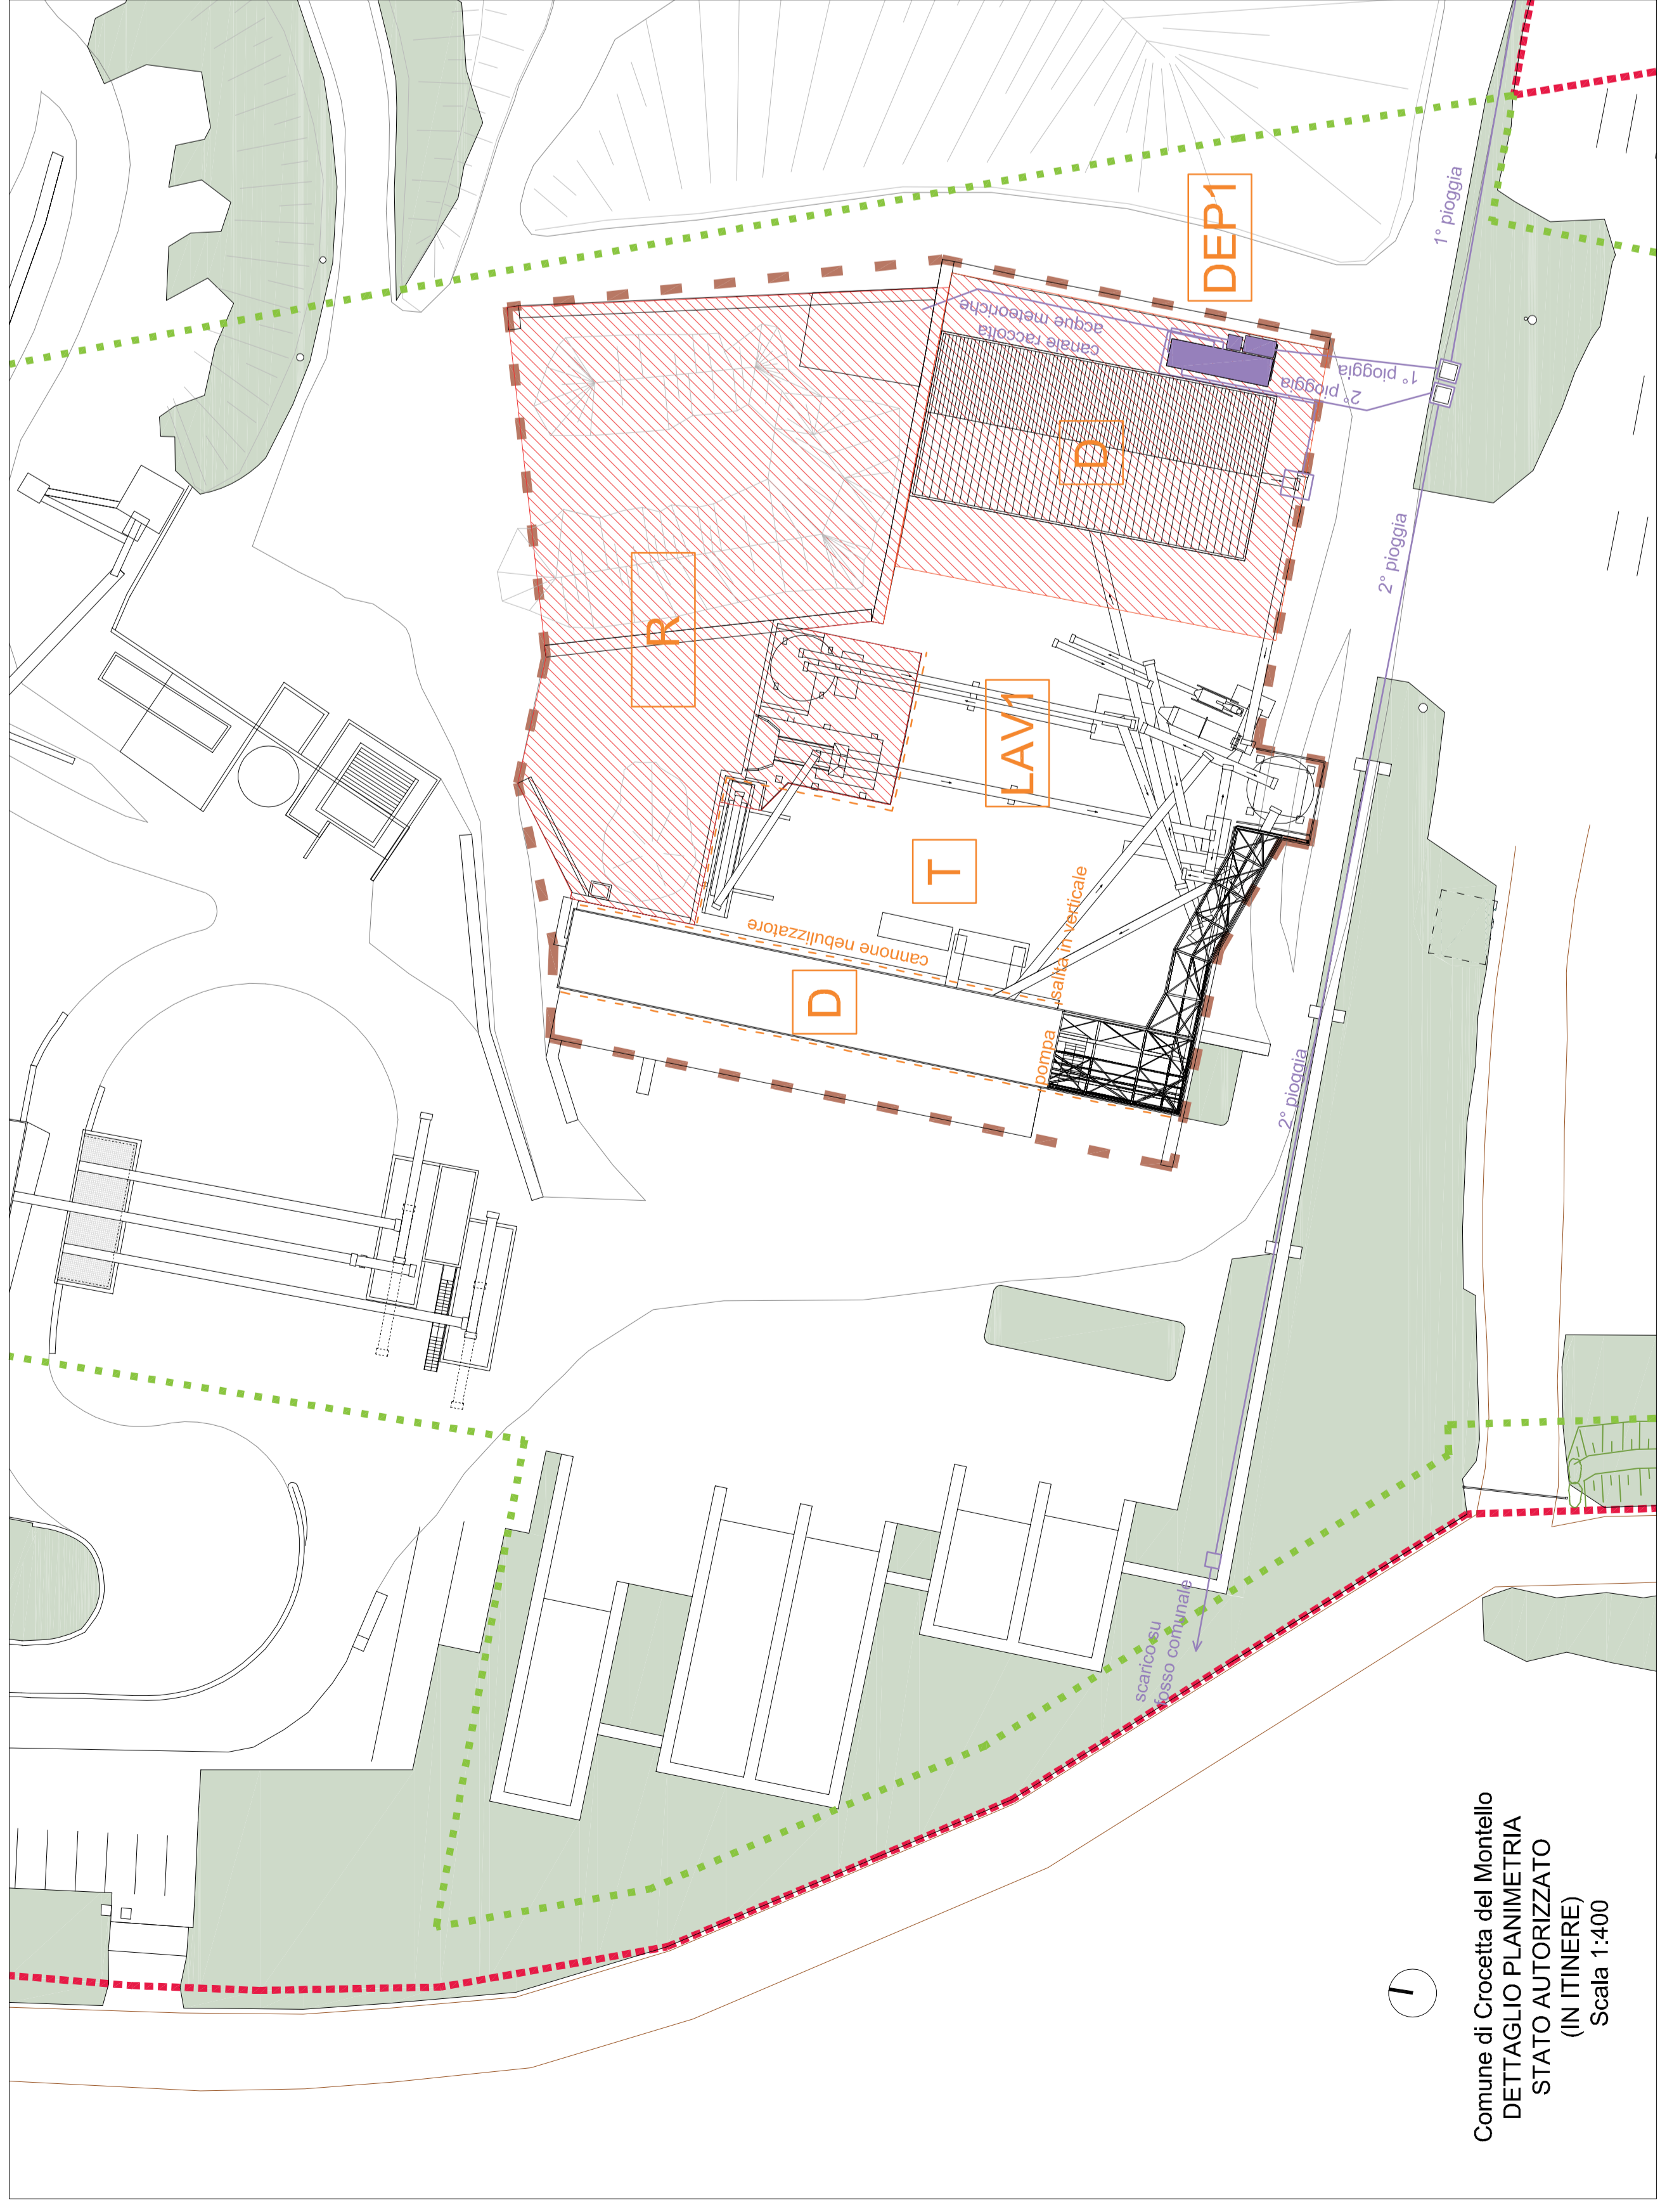 1° pioggia
DEP1
canale raccolta
acque meteoriche
1° pioggia
2° pioggia
D
2° pioggia
R
LAV1
T
cannone nebulizzatore
salita in verticale
D
pompa
2° pioggia
scarico su
fosso comunale
Comune di Crocetta del Montello
DETTAGLIO PLANIMETRIA
STATO AUTORIZZATO
(IN ITINIERE)
Scala 1:400